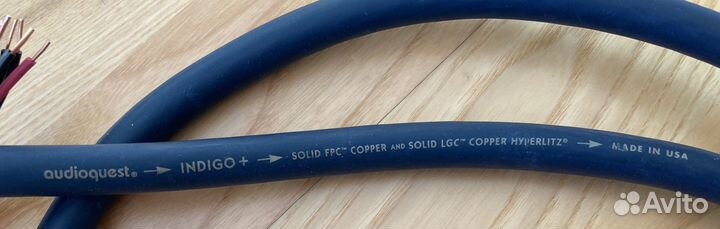 audioquest® → INDIGO+ → SOLID FPC™ COPPER AND SOLID LGC™ COPPER HYPERLITZ® → MADE IN USA
Avito